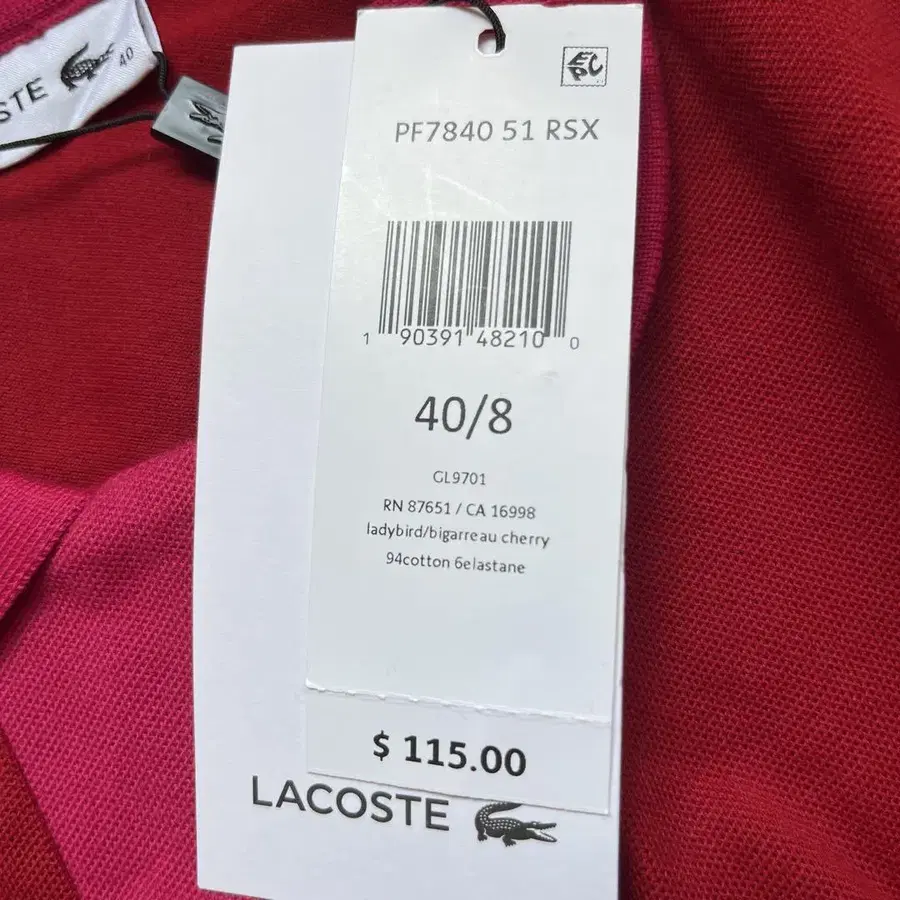 STE
40
EPC
PF7840 51 RSX
1 90391 48210 0
40/8
GL9701
RN 87651 / CA 16998
ladybird/bigarreau cherry
94cotton 6elastane
$ 115.00
LACOSTE